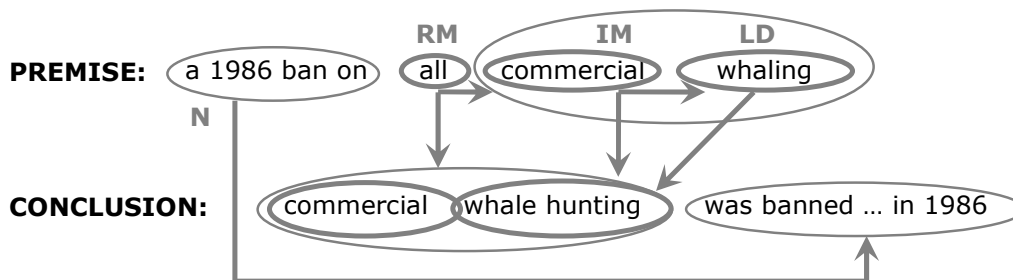 RM IM LD
PREMISE: a 1986 ban on all commercial whaling
N
CONCLUSION: commercial whale hunting was banned … in 1986